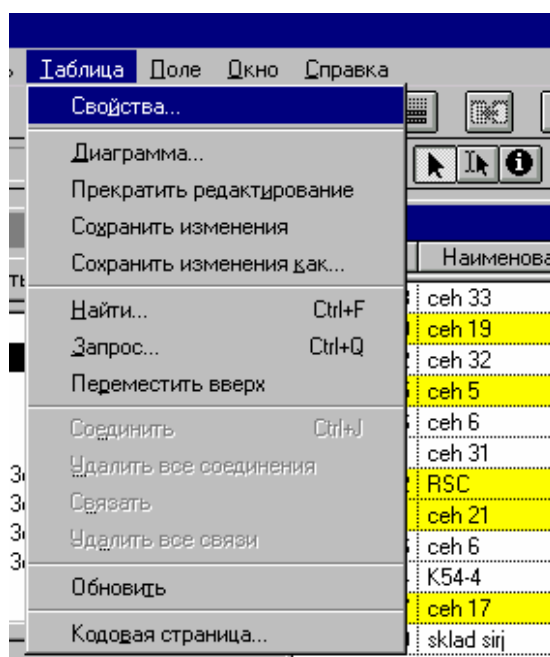 Таблица Поле Окно Справка
Свойства...
Диаграмма...
Прекратить редактирование
Сохранить изменения
Сохранить изменения как...
Найти... Ctrl+F
Запрос... Ctrl+Q
Переместить вверх
Соединить Ctrl+J
Удалить все соединения
Связать
Удалить все связи
Обновить
Кодовая страница...
Наименова
ceh 33
ceh 19
ceh 32
ceh 5
ceh 6
ceh 31
RSC
ceh 21
ceh 6
K54-4
ceh 17
sklad sirj